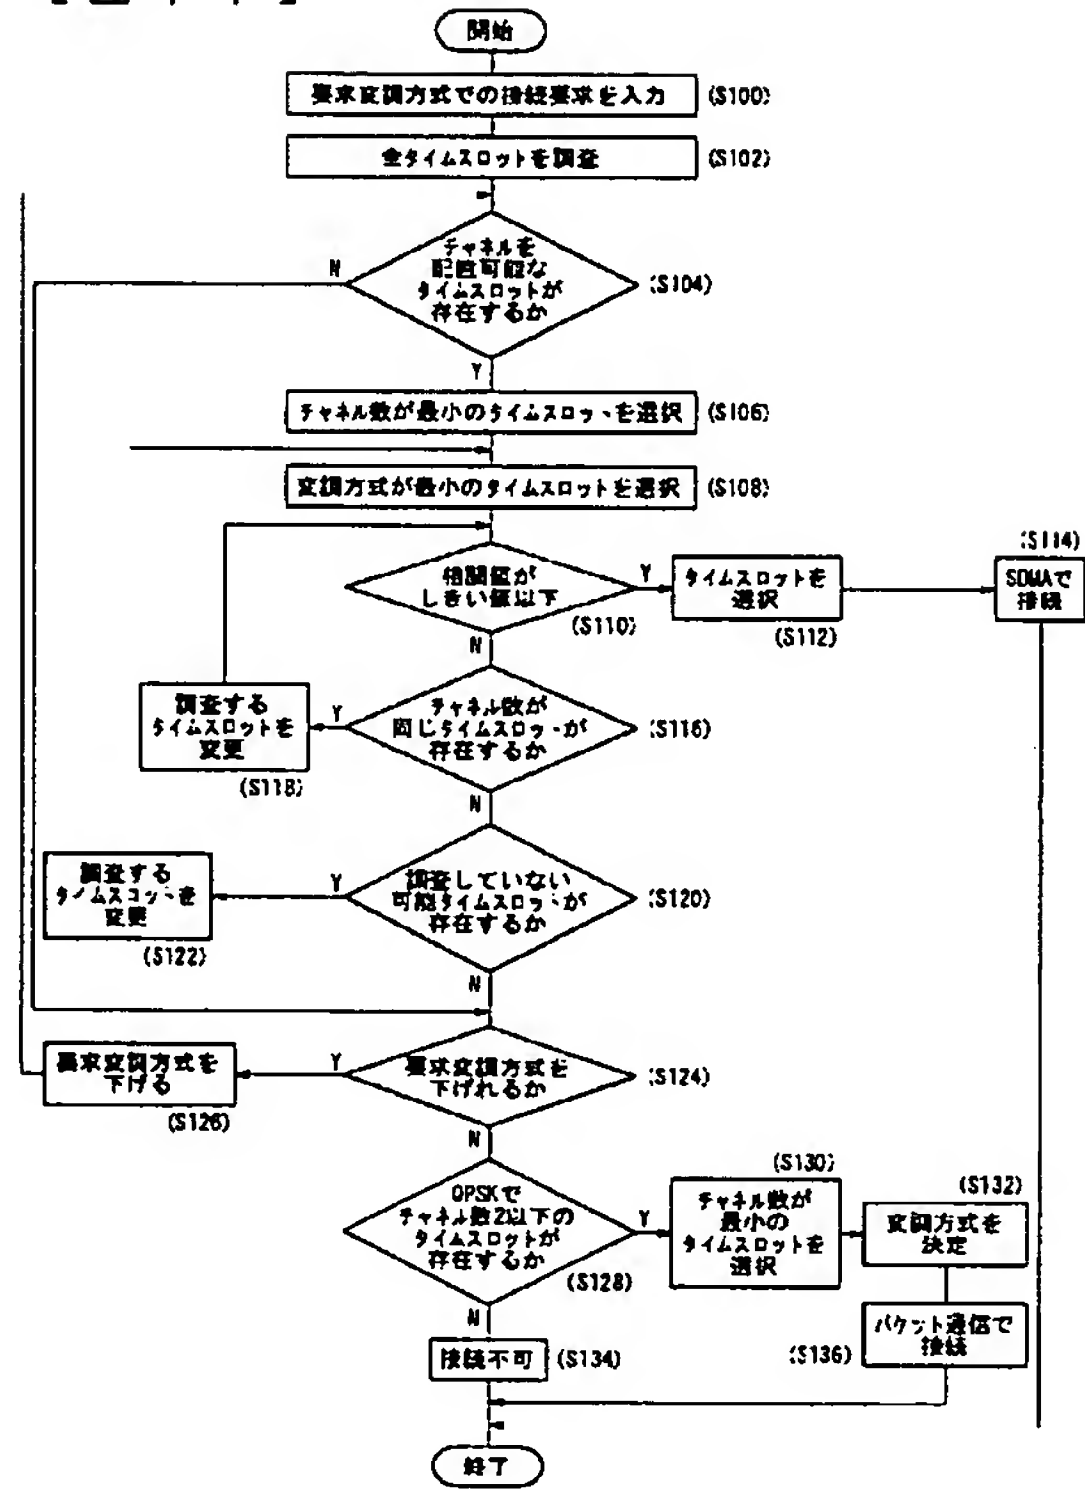 開始
要求変調方式での接続要求を入力 (S100)
全タイムスロットを調査 (S102)
チャネルを
配置可能な
タイムスロットが
存在するか
(S104)
N
Y
チャネル数が最小のタイムスロットを選択 (S106)
変調方式が最小のタイムスロットを選択 (S108)
相関値が
しきい値以下
(S110)
Y
N
タイムスロットを
選択
(S112)
(S114)
SDMAで
接続
チャネル数が
同じタイムスロットが
存在するか
(S116)
Y
N
調査する
タイムスロットを
変更
(S118)
調査していない
可能タイムスロットが
存在するか
(S120)
Y
N
調査する
タイムスロットを
変更
(S122)
要求変調方式を
下げれるか
(S124)
Y
N
要求変調方式を
下げる
(S126)
QPSKで
チャネル数2以下の
タイムスロットが
存在するか
(S128)
Y
N
(S130)
チャネル数が
最小の
タイムスロットを
選択
(S132)
変調方式を
決定
パケット通信で
接続
(S136)
接続不可 (S134)
終了